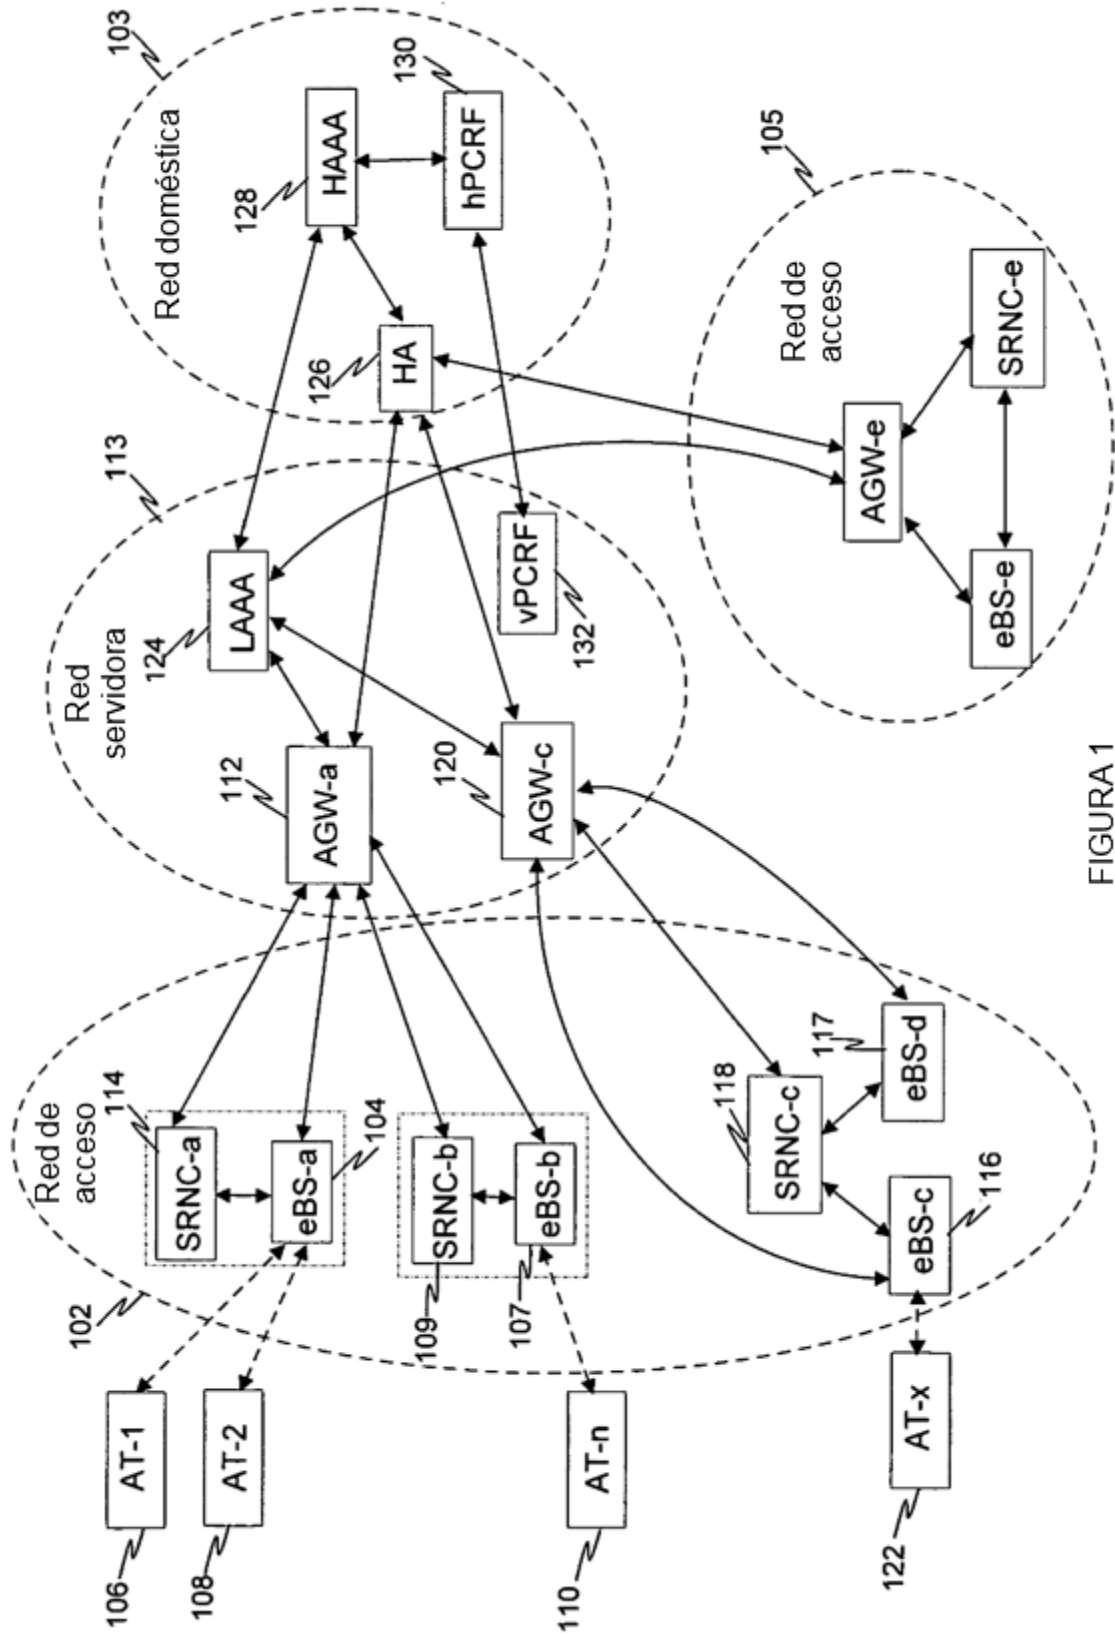 106
AT-1
108
AT-2
110
AT-n
122
AT-x
102
Red de
acceso
114
SRNC-a
eBS-a
104
109
SRNC-b
107
eBS-b
118
SRNC-c
117
eBS-d
eBS-c
116
113
Red
servidora
112
AGW-a
120
AGW-c
124
LAAA
vPCRF
132
103
Red doméstica
126
HA
128
HAAA
130
hPCRF
105
Red de
acceso
AGW-e
eBS-e
SRNC-e
FIGURA1